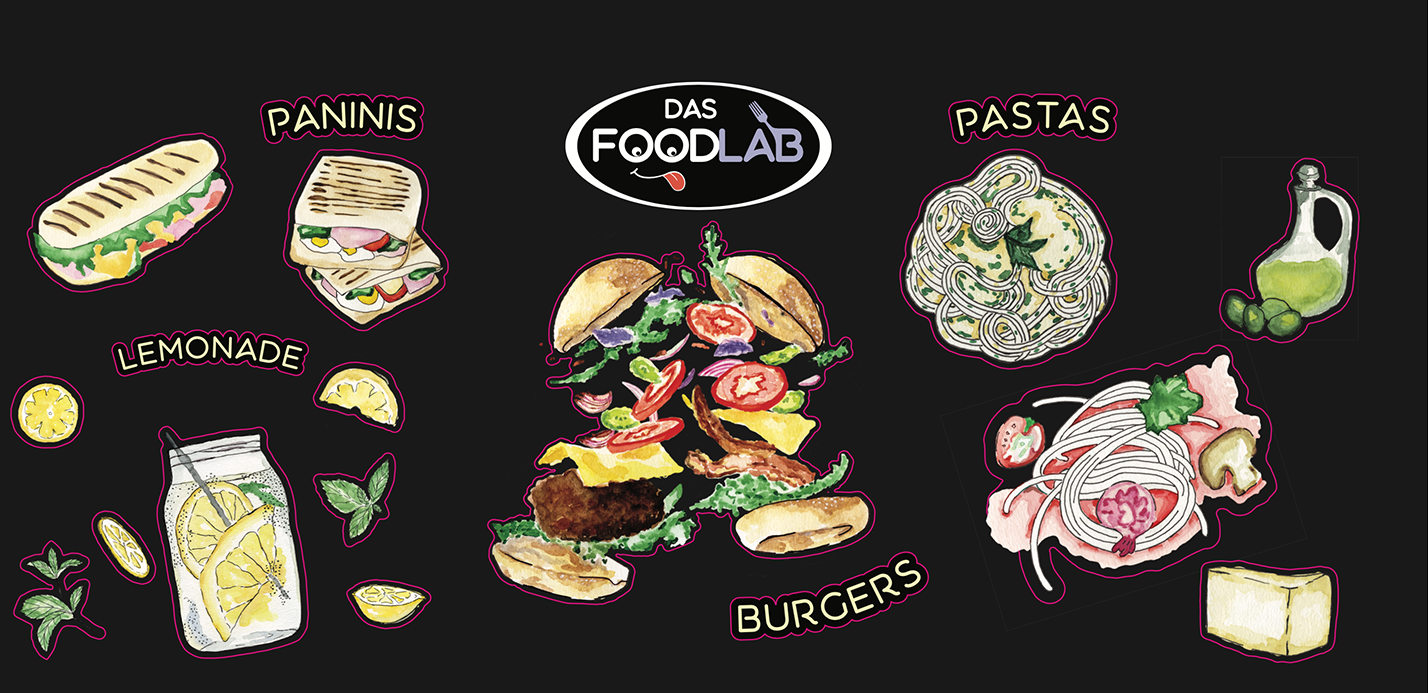 PANINIS
DAS
FOODLAB
PASTAS
LEMONADE
BURGERS